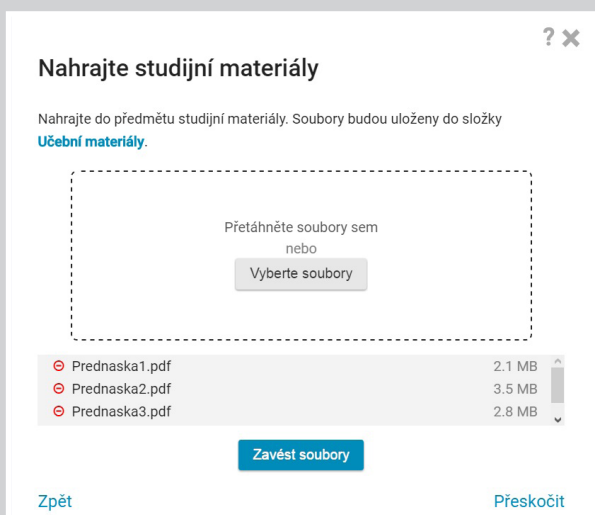 ?
Nahrajte studijní materiály
Nahrajte do předmětu studijní materiály. Soubory budou uloženy do složky
Učební materiály.
Přetáhněte soubory sem
nebo
Vyberte soubory
Prednaska1.pdf 2.1 MB
Prednaska2.pdf 3.5 MB
Prednaska3.pdf 2.8 MB
Zavést soubory
Zpět Přeskočit